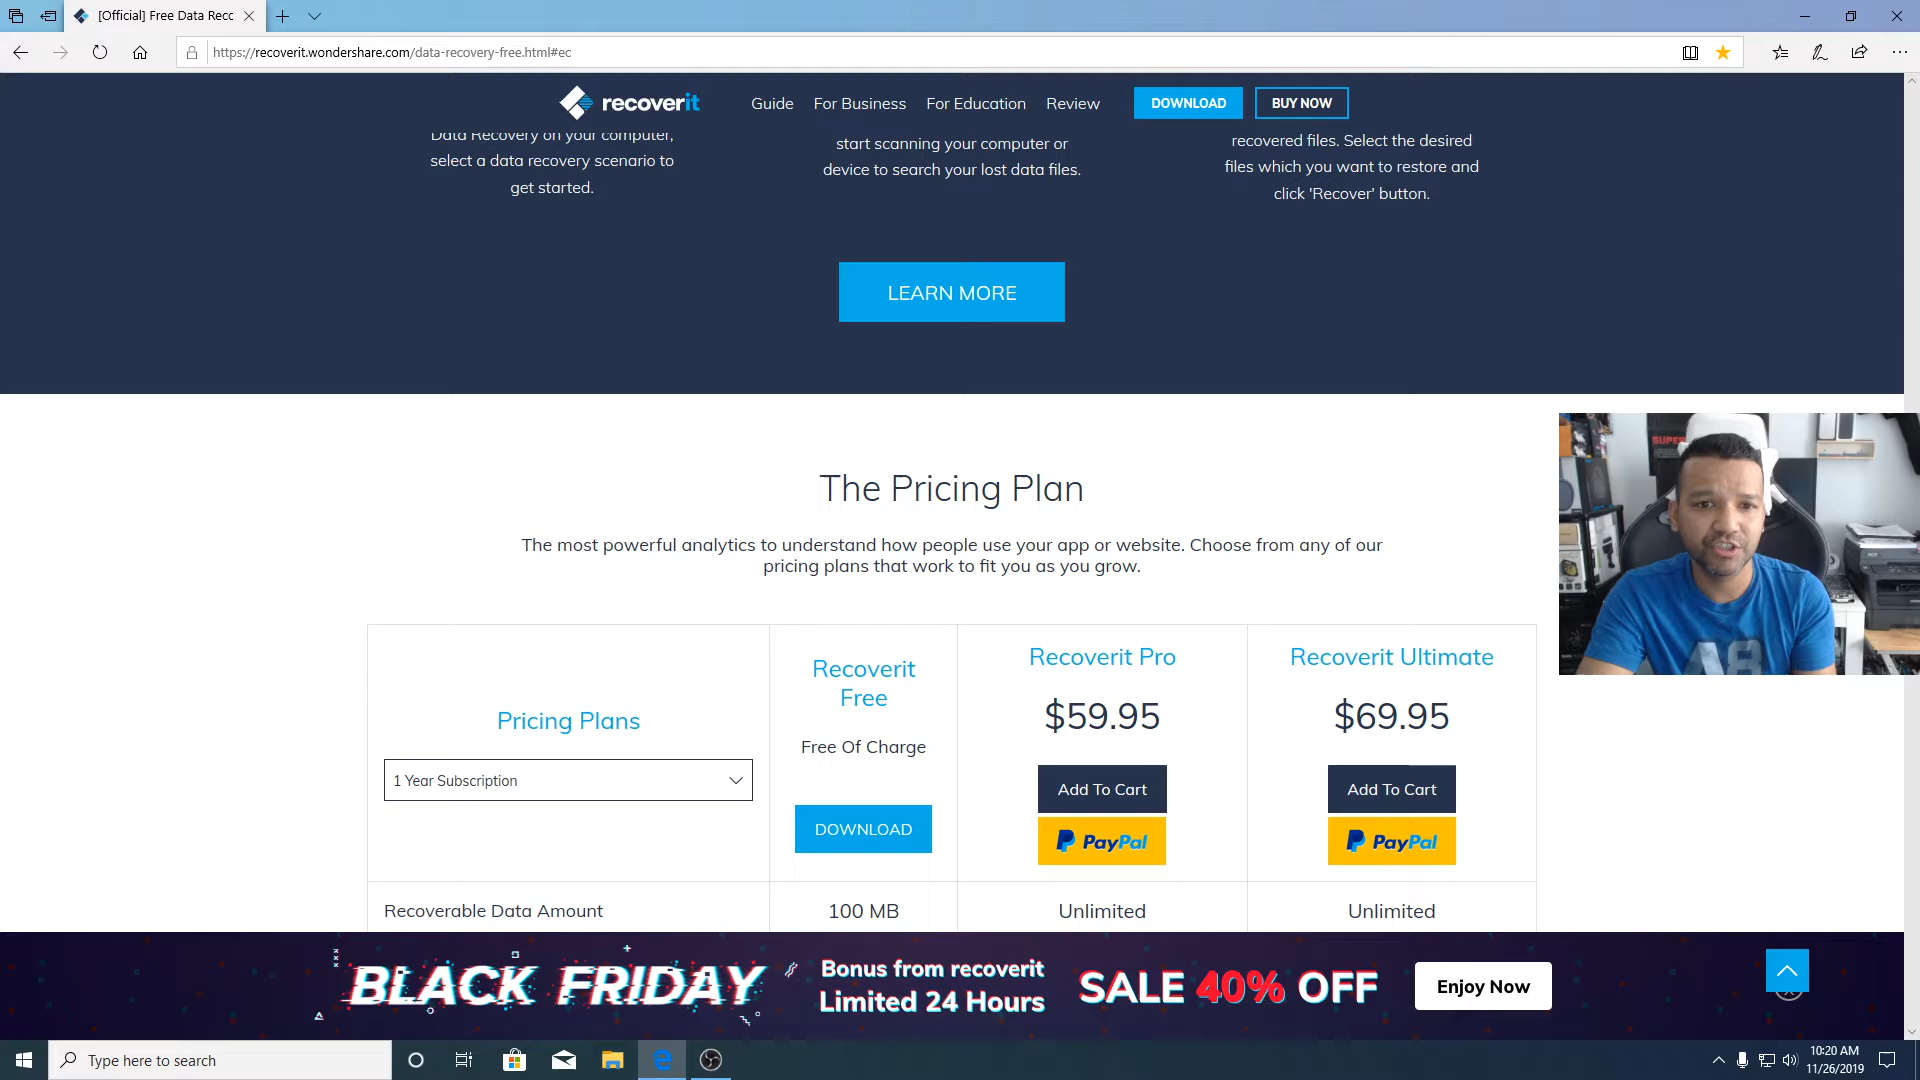 [Official] Free Data Reco
https://recoverit.wondershare.com/data-recovery-free.html#ec
recoverit
Guide
For Business
For Education
Review
DOWNLOAD
BUY NOW
Data Recovery on your computer,
select a data recovery scenario to
get started.
start scanning your computer or
device to search your lost data files.
recovered files. Select the desired
files which you want to restore and
click 'Recover' button.
LEARN MORE
The Pricing Plan
The most powerful analytics to understand how people use your app or website. Choose from any of our
pricing plans that work to fit you as you grow.
Pricing Plans
1 Year Subscription
Recoverit
Free
Free Of Charge
DOWNLOAD
Recoverit Pro
$59.95
Add To Cart
PayPal
Recoverit Ultimate
$69.95
Add To Cart
PayPal
Recoverable Data Amount
100 MB
Unlimited
Unlimited
SUPER
BLACK FRIDAY
Bonus from recoverit
Limited 24 Hours
SALE 40% OFF
Enjoy Now
Type here to search
10:20 AM
11/26/2019